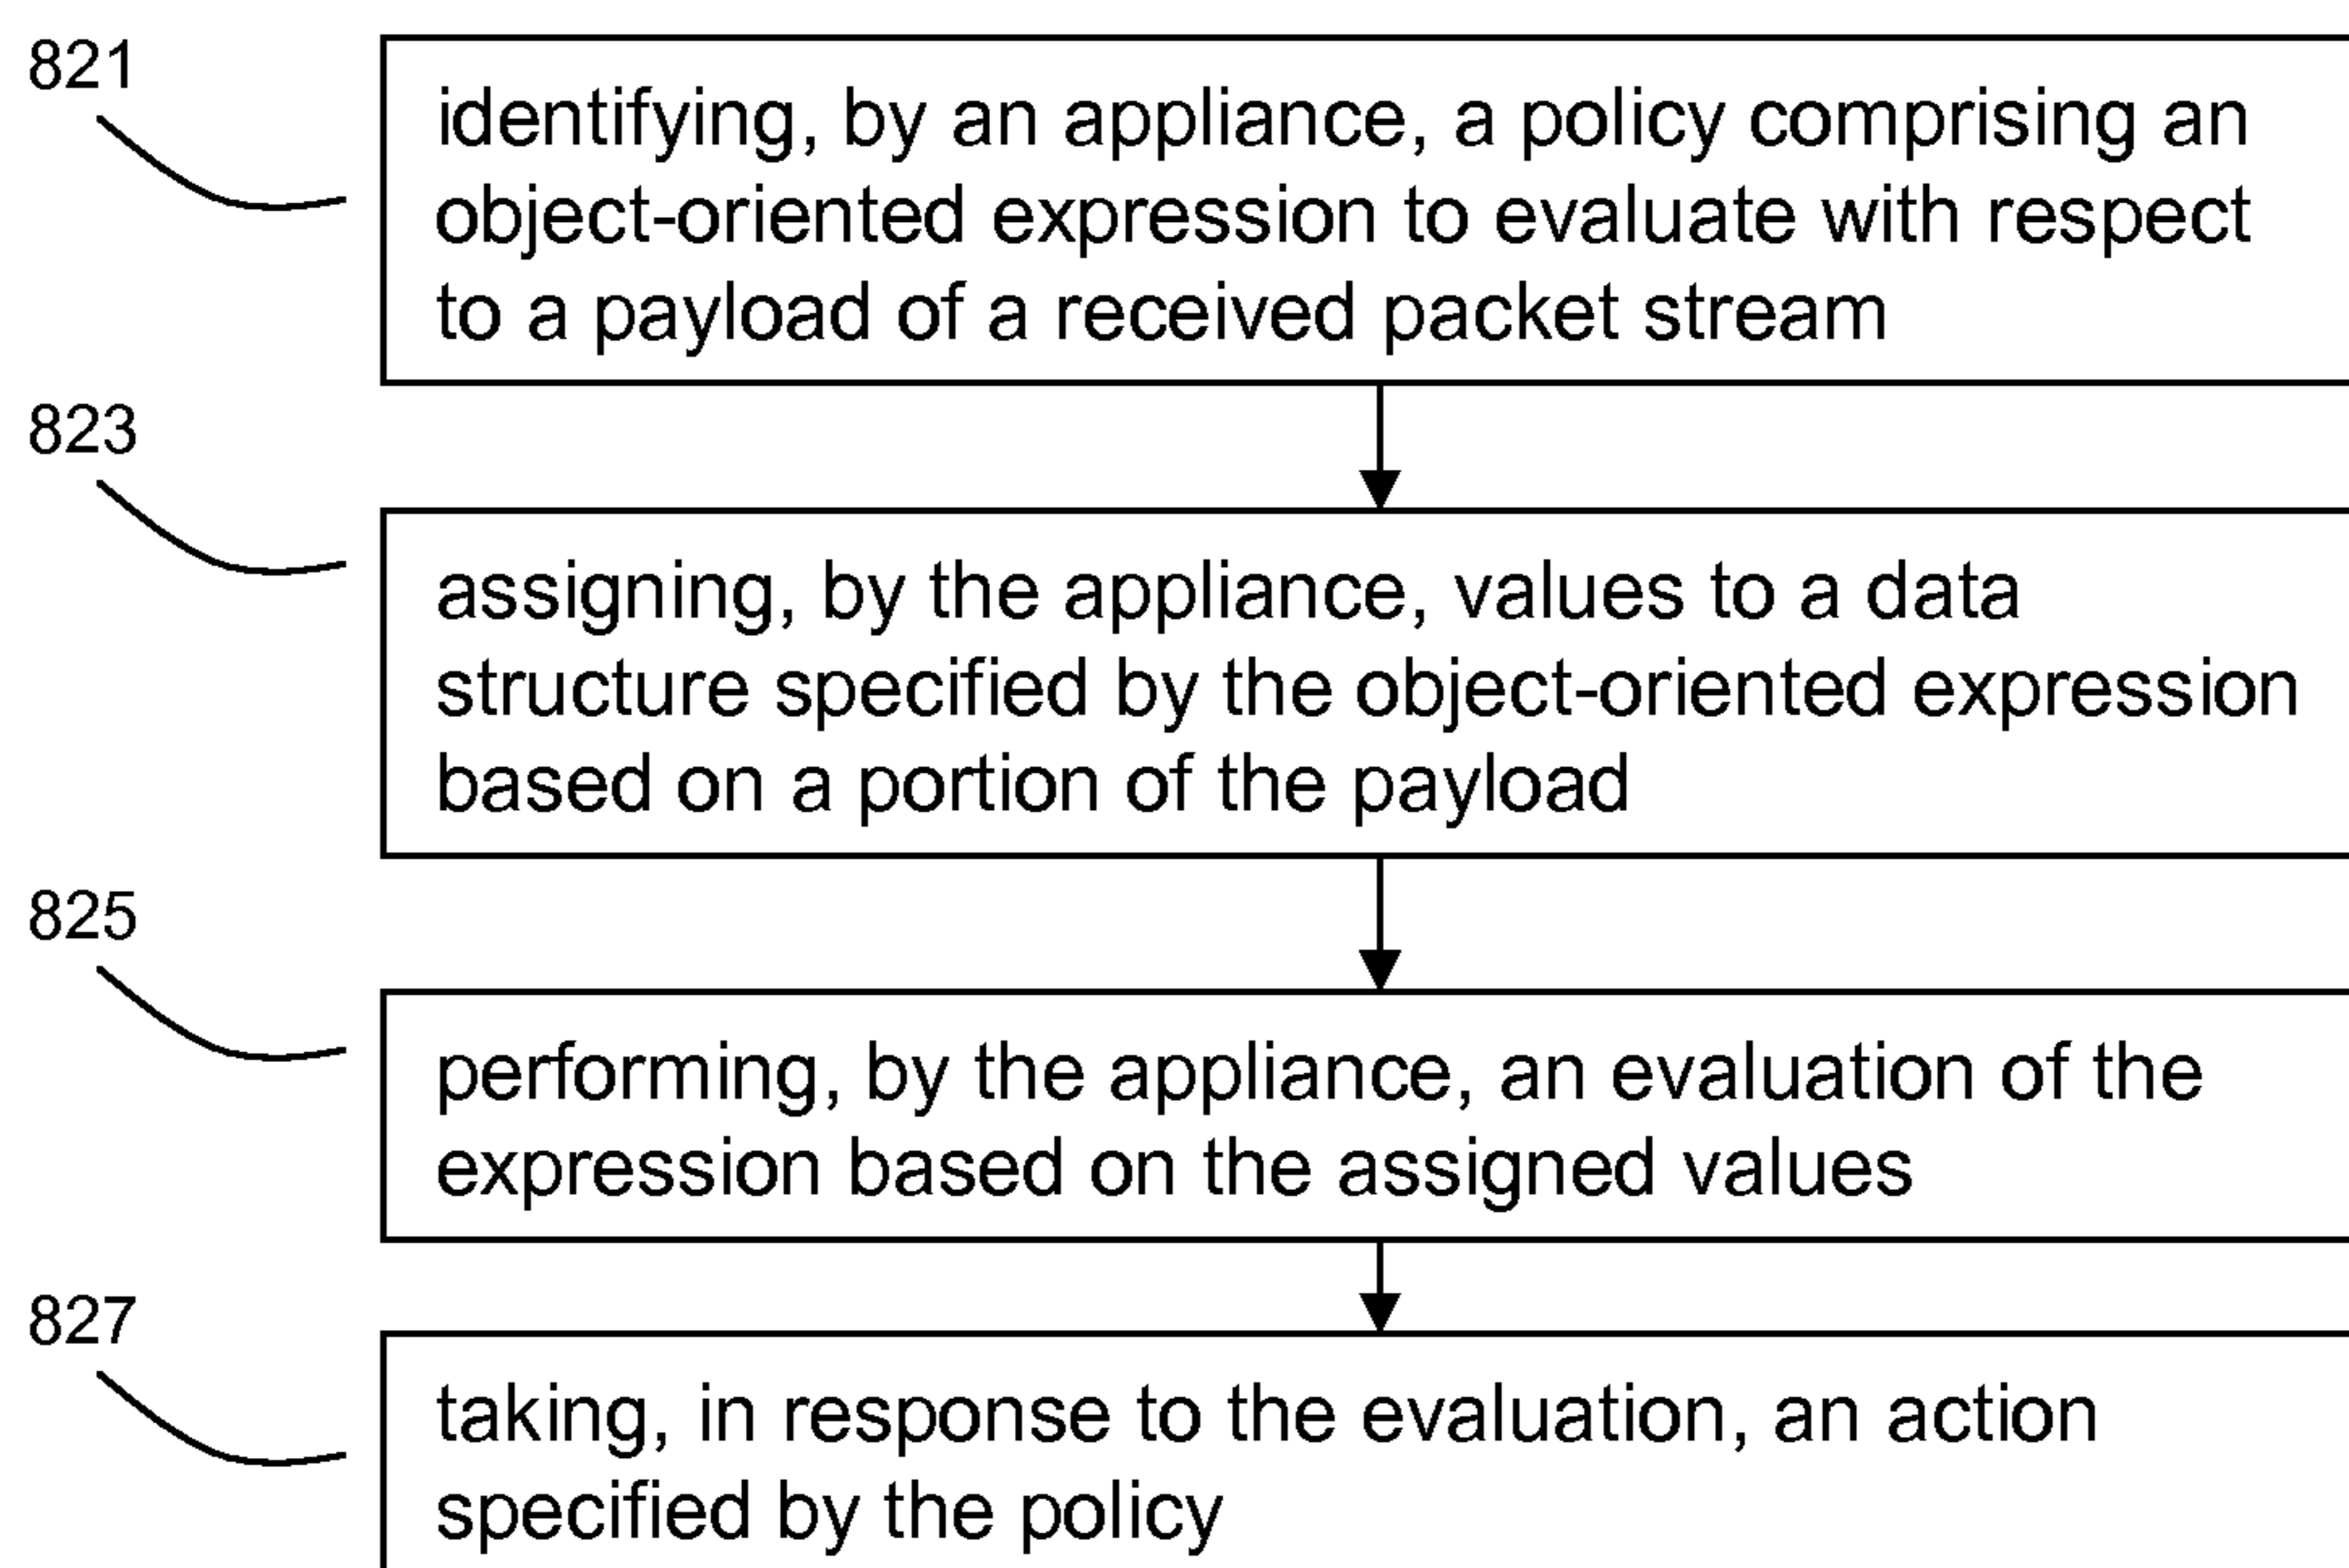 821
identifying, by an appliance, a policy comprising an
object-oriented expression to evaluate with respect
to a payload of a received packet stream
823
assigning, by the appliance, values to a data
structure specified by the object-oriented expression
based on a portion of the payload
825
performing, by the appliance, an evaluation of the
expression based on the assigned values
827
taking, in response to the evaluation, an action
specified by the policy